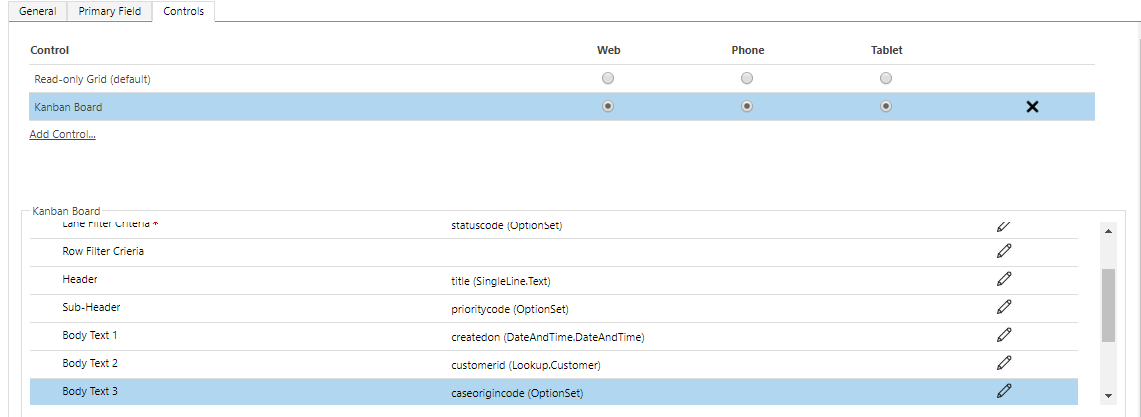 General Primary Field Controls
Control Web Phone Tablet
Read-only Grid (default)
Kanban Board
Add Control...
Kanban Board
Lane Filter Criteria * statuscode (OptionSet)
Row Filter Crieria
Header title (SingleLine.Text)
Sub-Header prioritycode (OptionSet)
Body Text 1 createdon (DateAndTime.DateAndTime)
Body Text 2 customerid (Lookup.Customer)
Body Text 3 caseorigincode (OptionSet)